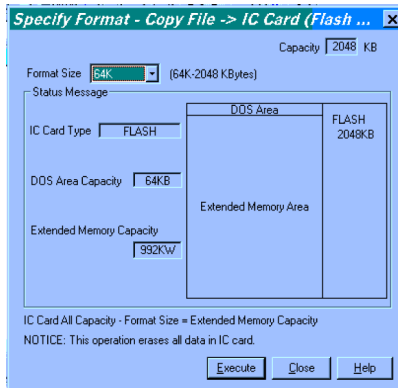 Specify Format - Copy File -> IC Card (Flash ...
Capacity 2048 KB
Format Size 64K (64K-2048 KBytes)
Status Message
IC Card Type FLASH
DOS Area Capacity 64KB
Extended Memory Capacity
992KW
DOS Area
Extended Memory Area
FLASH
2048KB
IC Card All Capacity - Format Size = Extended Memory Capacity
NOTICE: This operation erases all data in IC card.
Execute Close Help